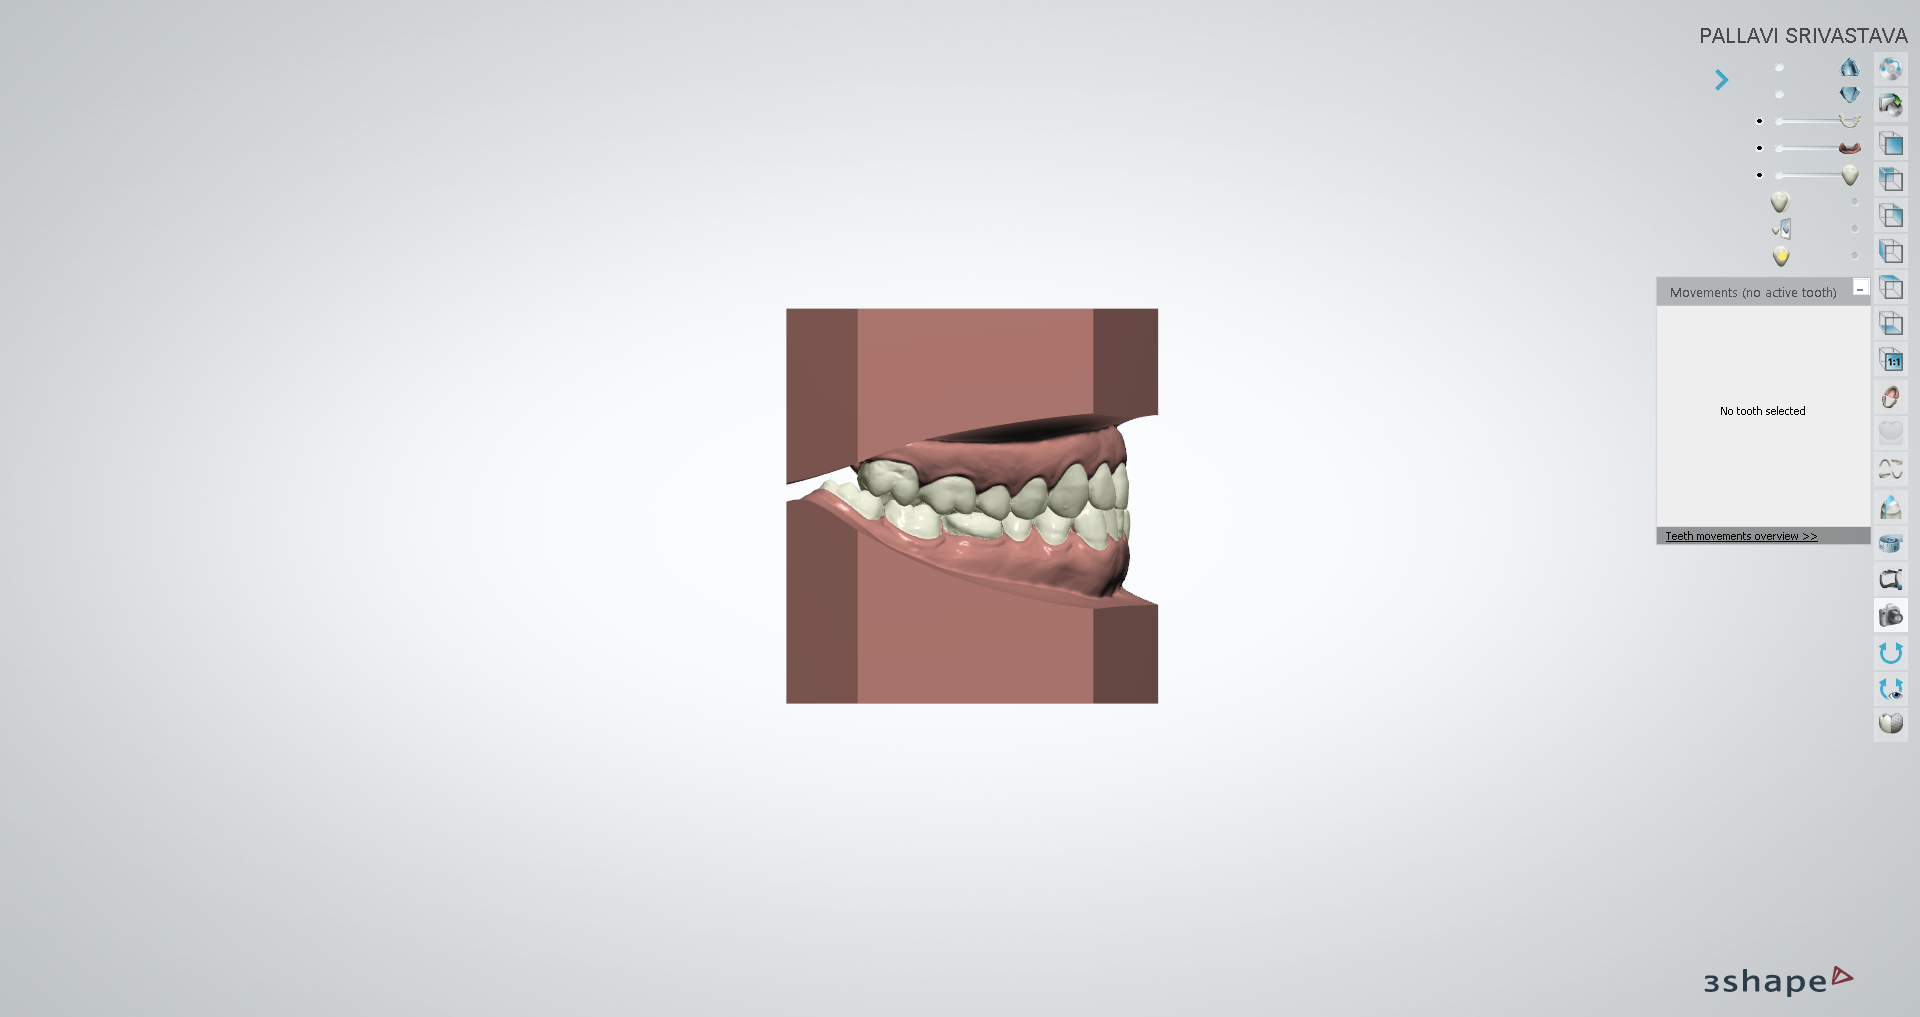 PALLAVI SRIVASTAVA
1:1
Movements (no active tooth)
No tooth selected
Teeth movements overview >>
3shape